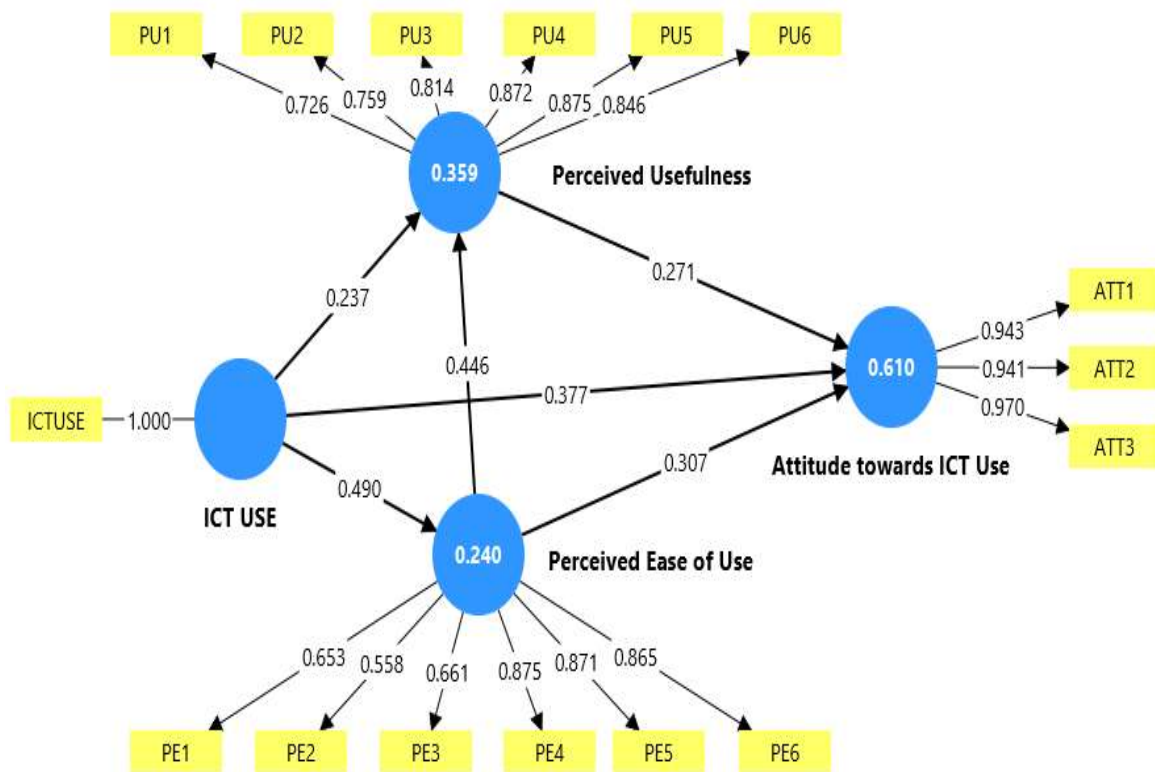 PU1 PU2 PU3 PU4 PU5 PU6
0.726 0.759 0.814 0.872 0.875 0.846
0.359
Perceived Usefulness
0.237
0.271
0.446
0.377
ICTUSE
1.000
ICT USE
0.490
0.307
0.610
Attitude towards ICT Use
0.943
0.941
0.970
ATT1
ATT2
ATT3
0.240
Perceived Ease of Use
0.653 0.558 0.661 0.875 0.871 0.865
PE1 PE2 PE3 PE4 PE5 PE6